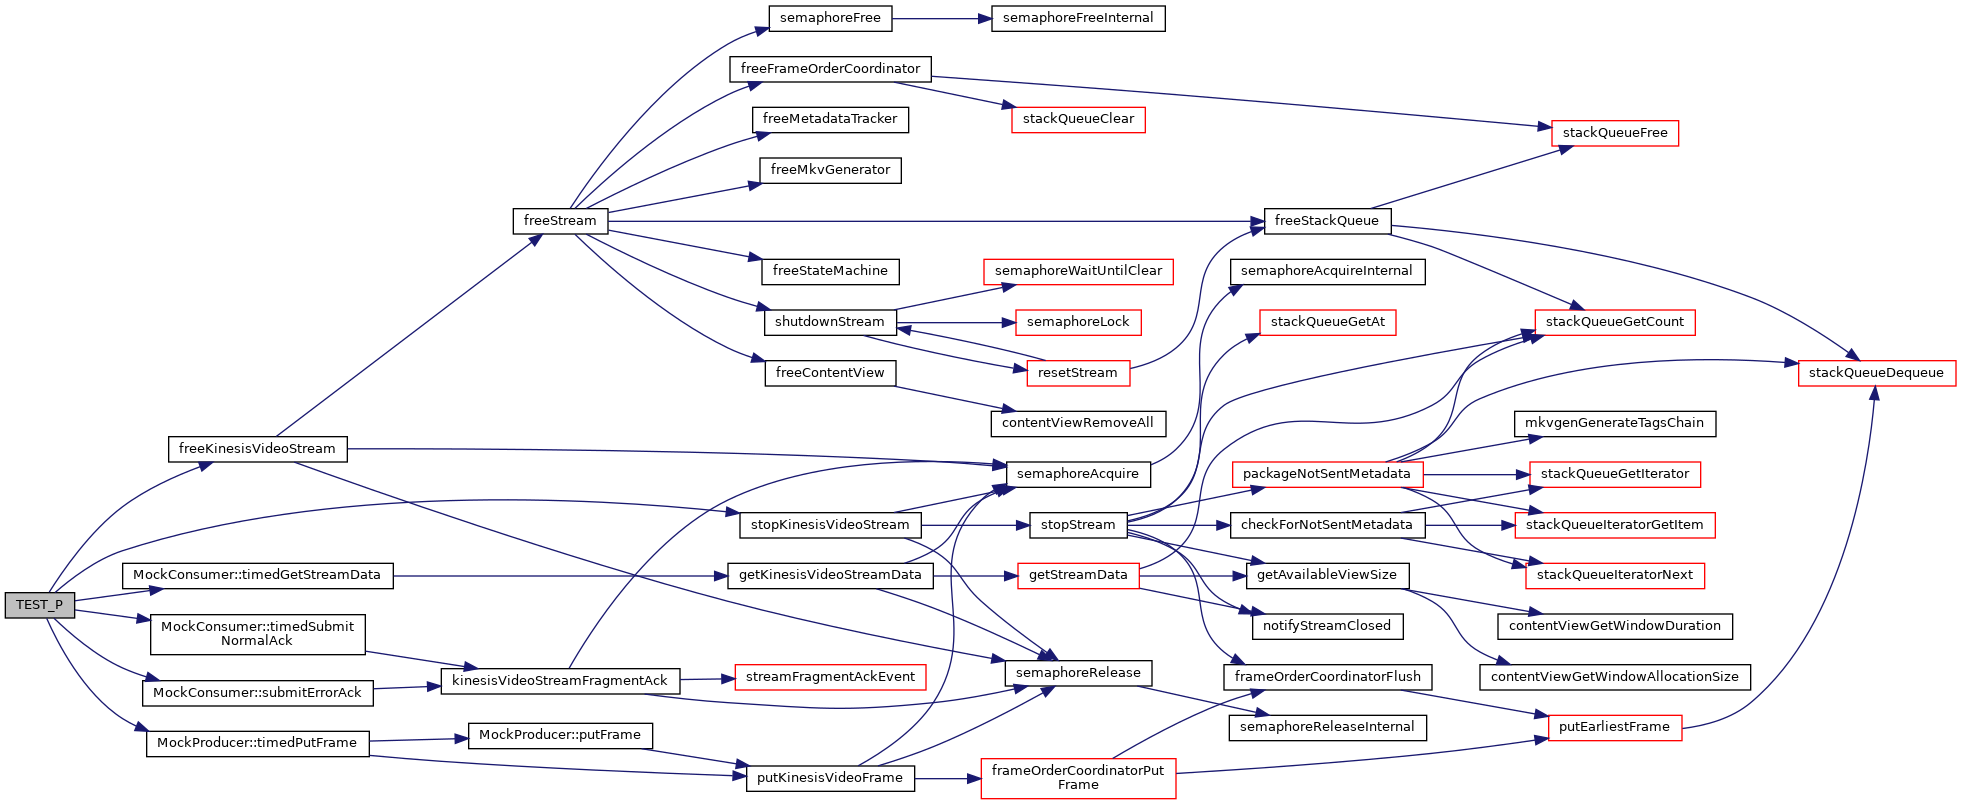 semaphoreFree
semaphoreFreeInternal
freeFrameOrderCoordinator
freeMetadataTracker
stackQueueClear
stackQueueFree
freeMkvGenerator
freeStream
freeStackQueue
freeStateMachine
semaphoreWaitUntilClear
semaphoreAcquireInternal
shutdownStream
semaphoreLock
stackQueueGetAt
stackQueueGetCount
freeContentView
resetStream
stackQueueDequeue
contentViewRemoveAll
mkvgenGenerateTagsChain
freeKinesisVideoStream
semaphoreAcquire
packageNotSentMetadata
stackQueueGetIterator
stopKinesisVideoStream
stopStream
checkForNotSentMetadata
stackQueueIteratorGetItem
MockConsumer::timedGetStreamData
getKinesisVideoStreamData
getStreamData
getAvailableViewSize
stackQueueIteratorNext
TEST_P
MockConsumer::timedSubmit
NormalAck
notifyStreamClosed
contentViewGetWindowDuration
MockConsumer::submitErrorAck
kinesisVideoStreamFragmentAck
streamFragmentAckEvent
semaphoreRelease
frameOrderCoordinatorFlush
contentViewGetWindowAllocationSize
MockProducer::timedPutFrame
MockProducer::putFrame
semaphoreReleaseInternal
putEarliestFrame
putKinesisVideoFrame
frameOrderCoordinatorPut
Frame